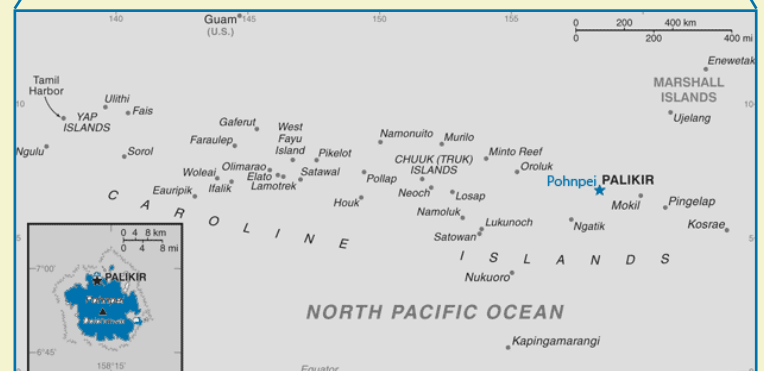 140
Guam
145
150
155
(U.S.)
0 200 400 km
0 200 400 mi
Enewetak
MARSHALL
ISLANDS
Tamil
Harbor
Ulithi
10
YAP
ISLANDS
Fais
10
Ujelang
Gaferut
West
Fayu
Island
Namonuito
Murilo
Faraulep
Ngulu
Sorol
Pikelot
CHUUK (TRUK)
ISLANDS
Minto Reef
Oroluk
Woleai
Olimarao
Elato
Satawal
Pollap
Pohnpei
PALIKIR
Eauripik
Ifalik
Lamotrek
Neoch
Losap
Houk
Mokil
Pingelap
Namoluk
Lukunoch
Ngatik
Kosrae
Satowan
CAROLINE
ISLANDS
5
5
Nukuoro
NORTH PACIFIC OCEAN
Kapingamarangi
Equator
0 4 8 km
0 4 8 mi
7°00'
PALIKIR
6°45'
158°15'